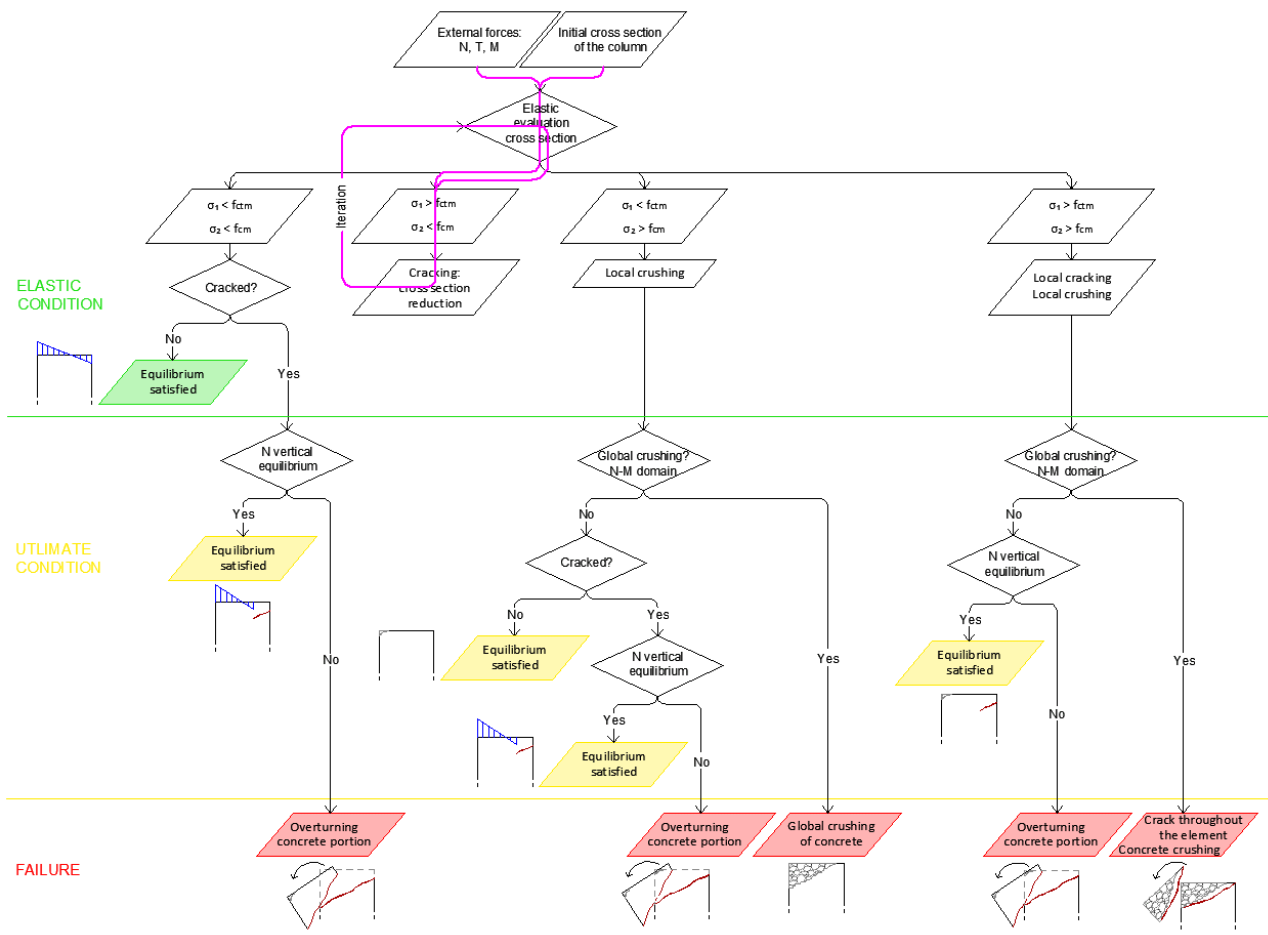 External forces:
N, T, M
Initial cross section
of the column
Elastic
evaluation
cross section
Iteration
σ₁ < fctm
σ₂ < fcm
σ₁ > fctm
σ₂ < fcm
σ₁ < fctm
σ₂ > fcm
σ₁ > fctm
σ₂ > fcm
ELASTIC
CONDITION
Cracked?
Cracking:
cross section
reduction
Local crushing
Local cracking
Local crushing
No
Yes
Equilibrium
satisfied
N vertical
equilibrium
Global crushing?
N-M domain
Global crushing?
N-M domain
Yes
No
No
UTLIMATE
CONDITION
Equilibrium
satisfied
Cracked?
N vertical
equilibrium
No
Yes
Yes
No
Equilibrium
satisfied
N vertical
equilibrium
Yes
Equilibrium
satisfied
Yes
Yes
No
Equilibrium
satisfied
No
FAILURE
Overturning
concrete portion
Overturning
concrete portion
Global crushing
of concrete
Overturning
concrete portion
Crack throughout
the element
Concrete crushing